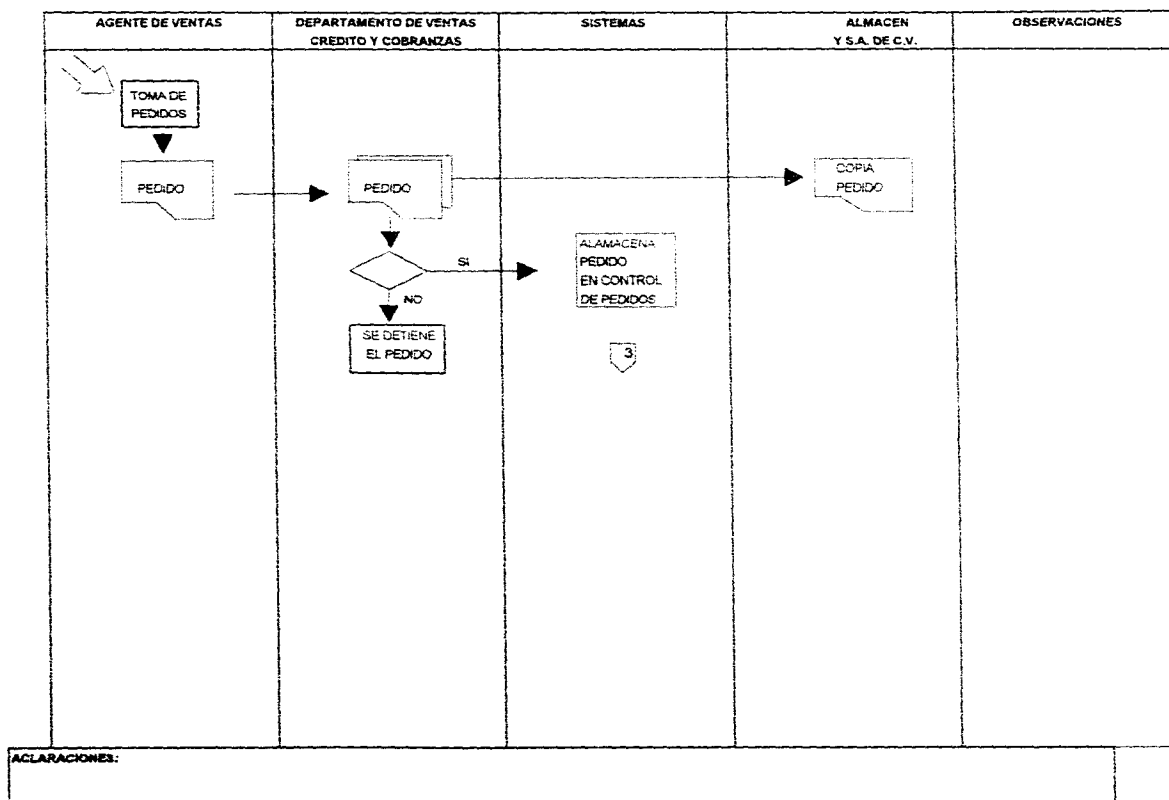 AGENTE DE VENTAS
DEPARTAMENTO DE VENTAS
CREDITO Y COBRANZAS
SISTEMAS
ALMACEN
Y S.A. DE C.V.
OBSERVACIONES
TOMA DE
PEDIDOS
PEDIDO
PEDIDO
COPIA
PEDIDO
SI
ALAMACENA
PEDIDO
EN CONTROL
DE PEDIDOS
NO
SE DETIENE
EL PEDIDO
3
ACLARACIONES: